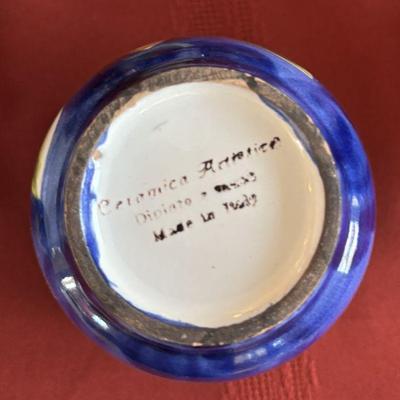 Ceramica Artistica
Dipinto a mano
Made in Italy